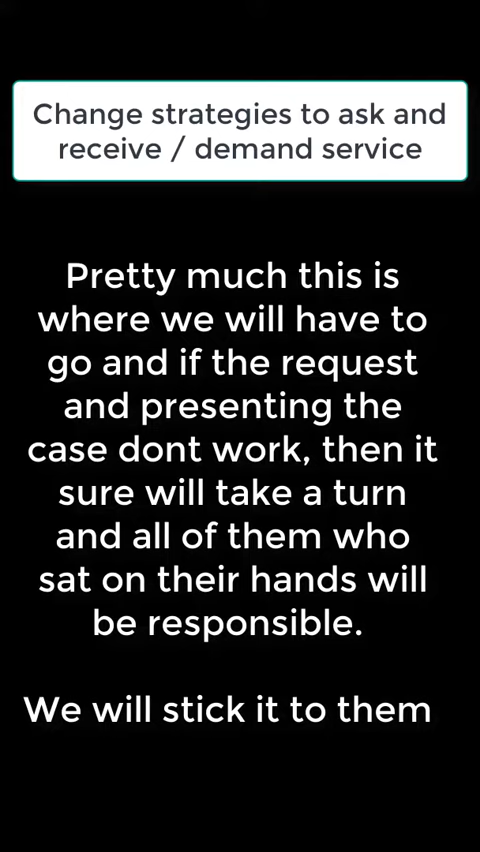 Change strategies to ask and
receive / demand service
Pretty much this is
where we will have to
go and if the request
and presenting the
case dont work, then it
sure will take a turn
and all of them who
sat on their hands will
be responsible.
We will stick it to them